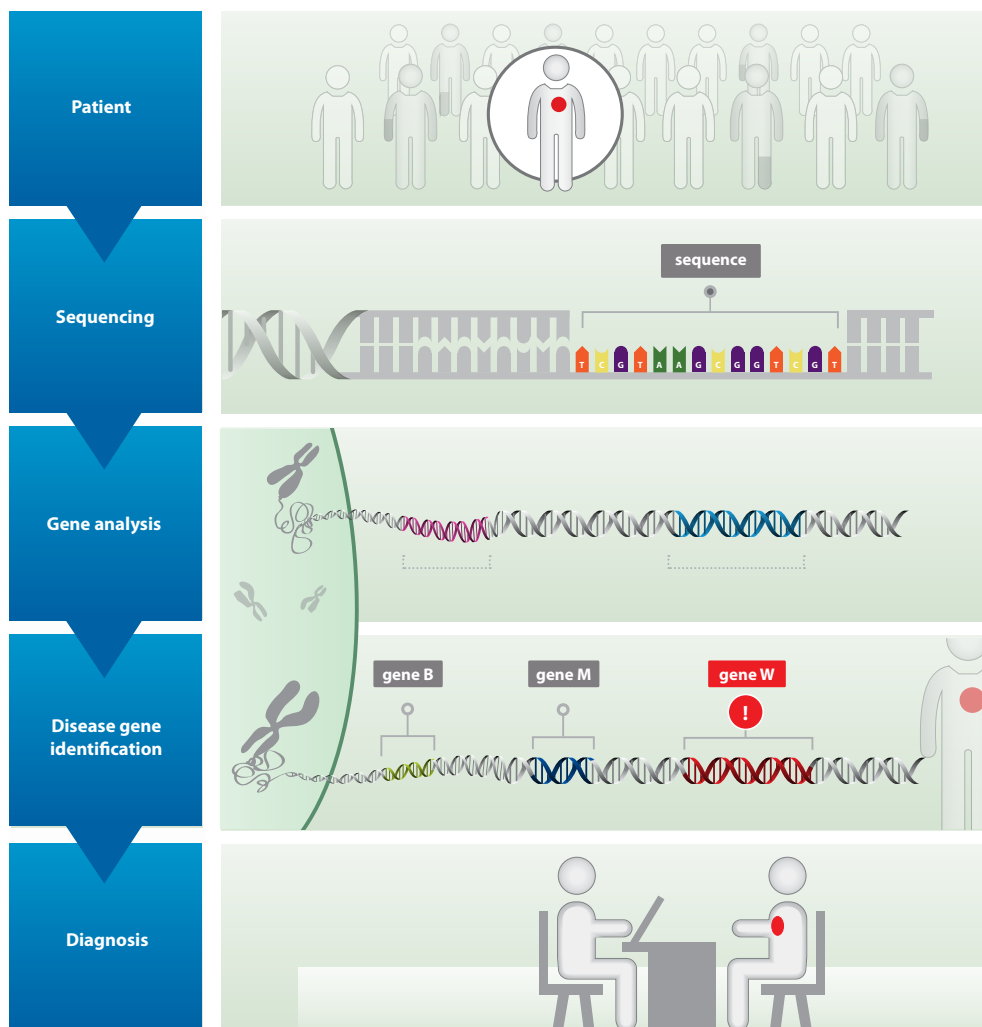 Patient
Sequencing
sequence
T C G T A A G C G G T C G T
Gene analysis
Disease gene
identification
gene B
gene M
gene W
!
Diagnosis